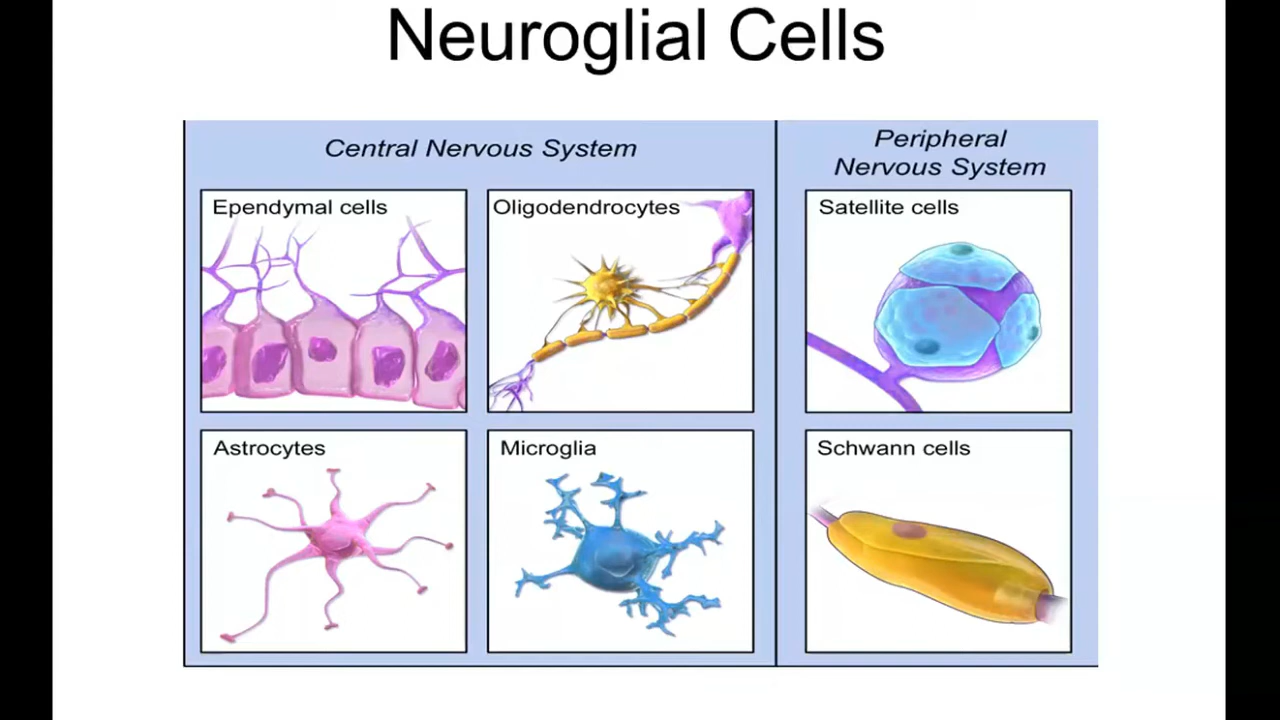 Neuroglial Cells
Central Nervous System
Peripheral
Nervous System
Ependymal cells
Oligodendrocytes
Satellite cells
Astrocytes
Microglia
Schwann cells